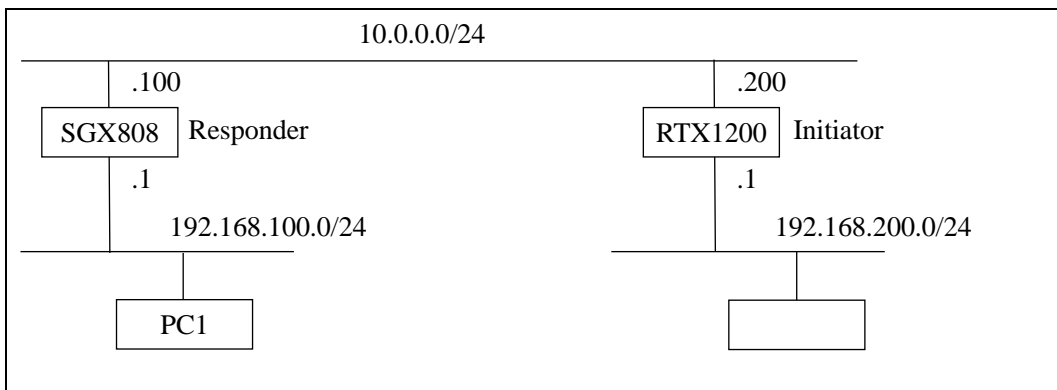 10.0.0.0/24
.100
.200
SGX808
Responder
RTX1200
Initiator
.1
.1
192.168.100.0/24
192.168.200.0/24
PC1